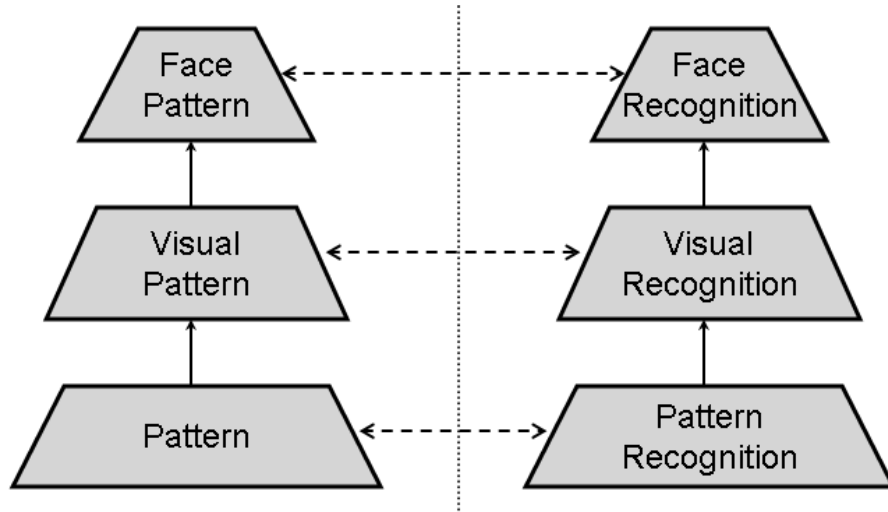 Face
Pattern
Face
Recognition
Visual
Pattern
Visual
Recognition
Pattern
Pattern
Recognition